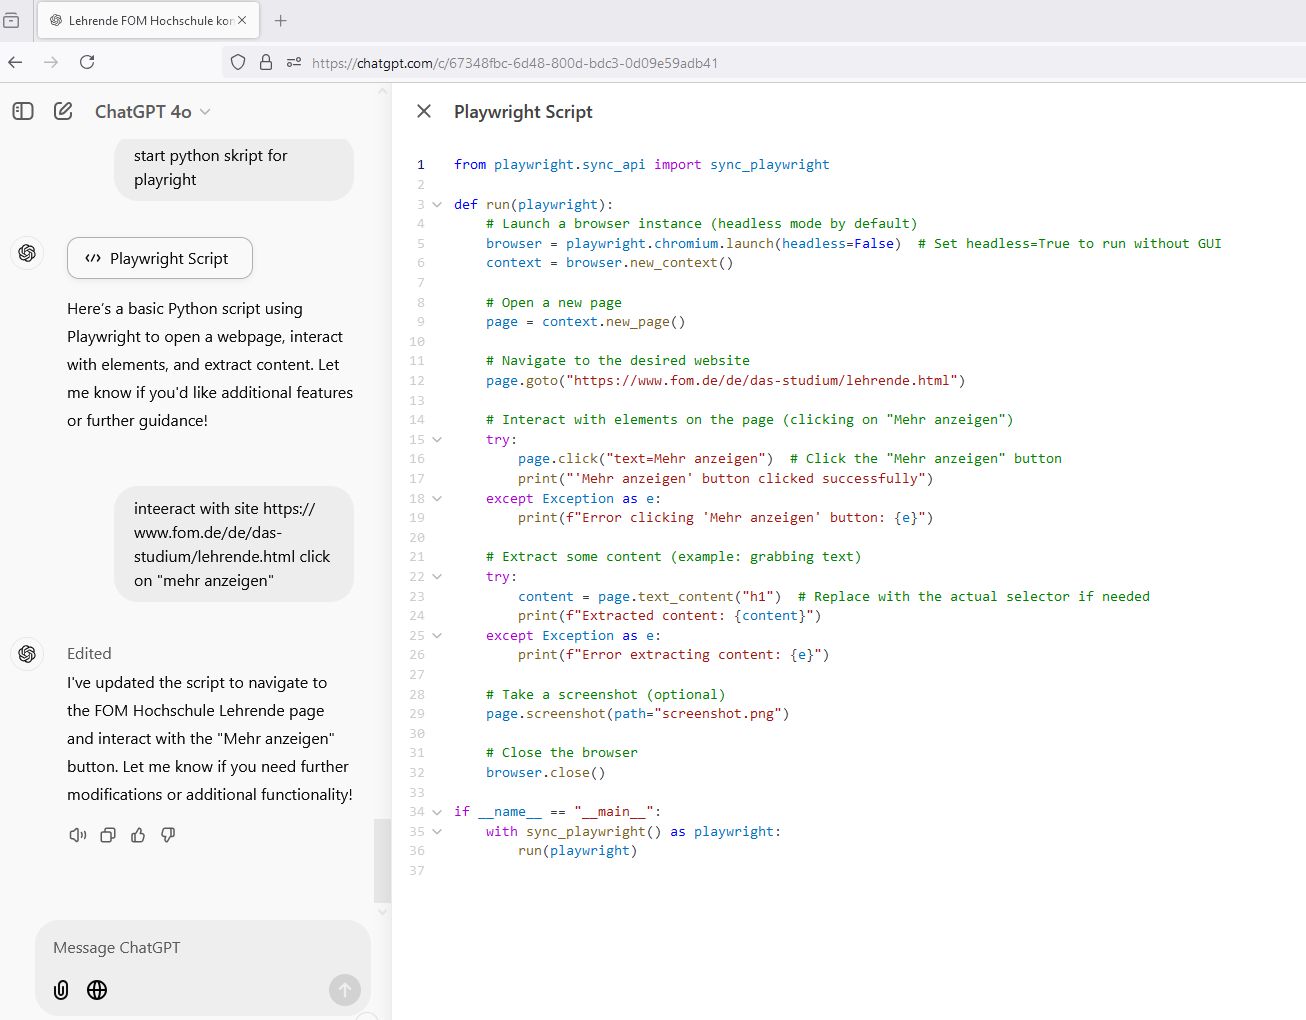 Lehrende FOM Hochschule kon
https://chatgpt.com/c/67348fbc-6d48-800d-bdc3-0d09e59adb41
ChatGPT 4o
start python skript for
playright
Playwright Script
Here's a basic Python script using
Playwright to open a webpage, interact
with elements, and extract content. Let
me know if you'd like additional features
or further guidance!
inteeract with site https://
www.fom.de/de/das-
studium/lehrende.html click
on "mehr anzeigen"
Edited
I've updated the script to navigate to
the FOM Hochschule Lehrende page
and interact with the "Mehr anzeigen"
button. Let me know if you need further
modifications or additional functionality!
Message ChatGPT
Playwright Script
1 from playwright.sync_api import sync_playwright
2
3 def run(playwright):
4     # Launch a browser instance (headless mode by default)
5     browser = playwright.chromium.launch(headless=False)  # Set headless=True to run without GUI
6     context = browser.new_context()
7
8     # Open a new page
9     page = context.new_page()
10
11     # Navigate to the desired website
12     page.goto("https://www.fom.de/de/das-studium/lehrende.html")
13
14     # Interact with elements on the page (clicking on "Mehr anzeigen")
15     try:
16         page.click("text=Mehr anzeigen")  # Click the "Mehr anzeigen" button
17         print("'Mehr anzeigen' button clicked successfully")
18     except Exception as e:
19         print(f"Error clicking 'Mehr anzeigen' button: {e}")
20
21     # Extract some content (example: grabbing text)
22     try:
23         content = page.text_content("h1")  # Replace with the actual selector if needed
24         print(f"Extracted content: {content}")
25     except Exception as e:
26         print(f"Error extracting content: {e}")
27
28     # Take a screenshot (optional)
29     page.screenshot(path="screenshot.png")
30
31     # Close the browser
32     browser.close()
33
34 if __name__ == "__main__":
35     with sync_playwright() as playwright:
36         run(playwright)
37